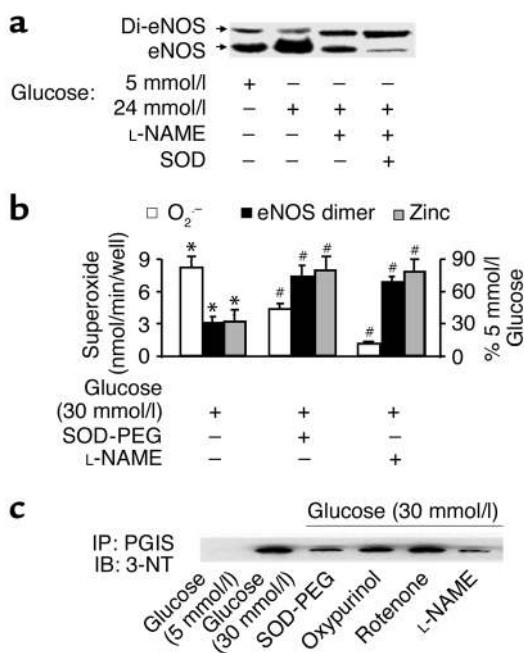 a
Di-eNOS
eNOS
Glucose:
5 mmol/l + – – –
24 mmol/l – + + +
L-NAME – – + +
SOD – – – +
b
O2·– eNOS dimer Zinc
Superoxide
(nmol/min/well)
9
6
3
0
* * *
# # #
# # #
90
60
30
0
% 5 mmol/l
Glucose
Glucose
(30 mmol/l) + + +
SOD-PEG – + –
L-NAME – – +
c
Glucose (30 mmol/l)
IP: PGIS
IB: 3-NT
Glucose
(5 mmol/l)
Glucose
(30 mmol/l)
SOD-PEG
Oxypurinol
Rotenone
L-NAME